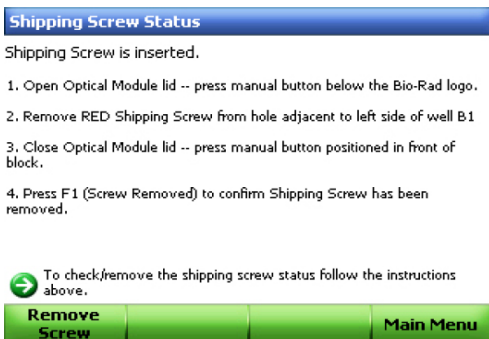 Shipping Screw Status
Shipping Screw is inserted.
1. Open Optical Module lid -- press manual button below the Bio-Rad logo.
2. Remove RED Shipping Screw from hole adjacent to left side of well B1
3. Close Optical Module lid -- press manual button positioned in front of
block.
4. Press F1 (Screw Removed) to confirm Shipping Screw has been
removed.
To check/remove the shipping screw status follow the instructions
above.
Remove
Screw
Main Menu